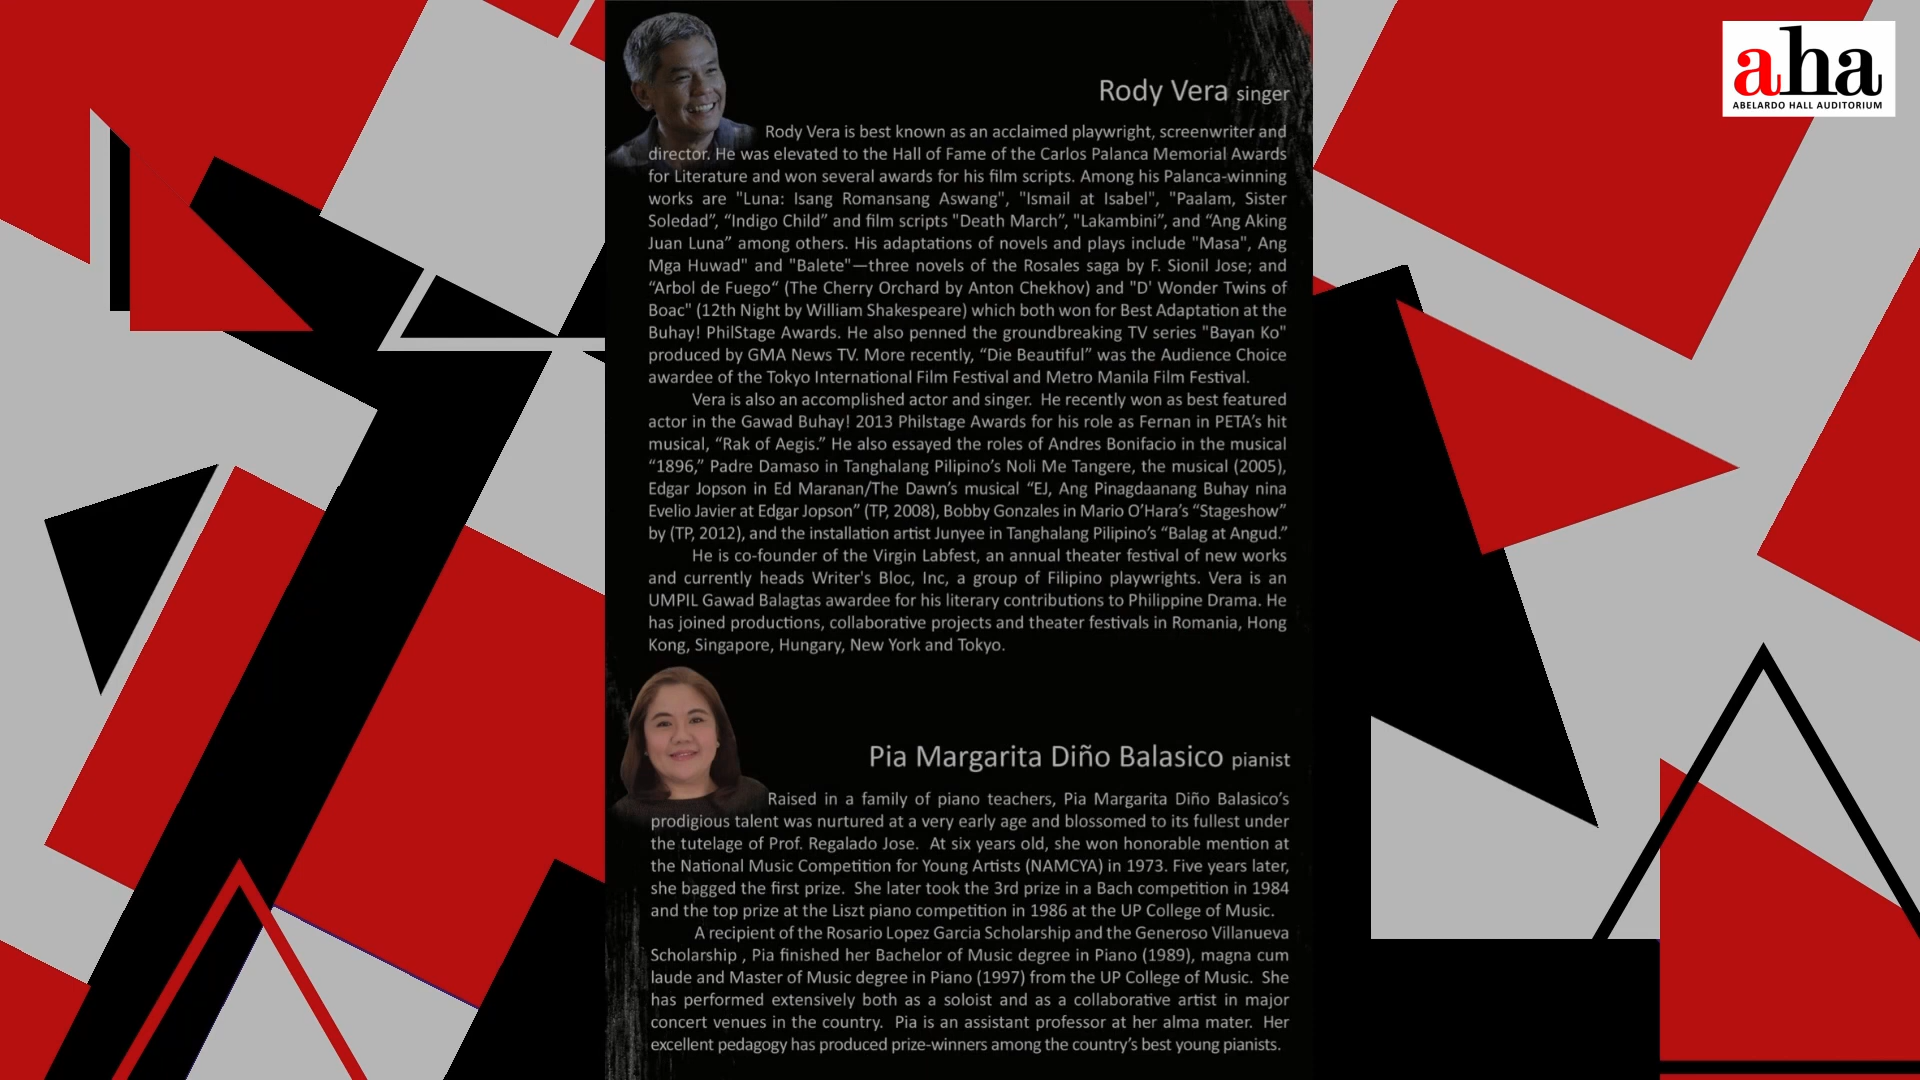 aha
ABELARDO HALL AUDITORIUM
Rody Vera singer
Rody Vera is best known as an acclaimed playwright, screenwriter and
director. He was elevated to the Hall of Fame of the Carlos Palanca Memorial Awards
for Literature and won several awards for his film scripts. Among his Palanca-winning
works are "Luna: Isang Romansang Aswang", "Ismail at Isabel", "Paalam, Sister
Soledad”, “Indigo Child” and film scripts "Death March”, "Lakambini”, and “Ang Aking
Juan Luna” among others. His adaptations of novels and plays include "Masa", Ang
Mga Huwad" and "Balete"—three novels of the Rosales saga by F. Sionil Jose; and
“Arbol de Fuego“ (The Cherry Orchard by Anton Chekhov) and "D' Wonder Twins of
Boac" (12th Night by William Shakespeare) which both won for Best Adaptation at the
Buhay! PhilStage Awards. He also penned the groundbreaking TV series "Bayan Ko"
produced by GMA News TV. More recently, “Die Beautiful” was the Audience Choice
awardee of the Tokyo International Film Festival and Metro Manila Film Festival.
Vera is also an accomplished actor and singer. He recently won as best featured
actor in the Gawad Buhay! 2013 Philstage Awards for his role as Fernan in PETA’s hit
musical, “Rak of Aegis.” He also essayed the roles of Andres Bonifacio in the musical
“1896,” Padre Damaso in Tanghalang Pilipino’s Noli Me Tangere, the musical (2005),
Edgar Jopson in Ed Maranan/The Dawn’s musical “EJ, Ang Pinagdaanang Buhay nina
Evelio Javier at Edgar Jopson” (TP, 2008), Bobby Gonzales in Mario O’Hara’s “Stageshow”
by (TP, 2012), and the installation artist Junyee in Tanghalang Pilipino’s “Balag at Angud.”
He is co-founder of the Virgin Labfest, an annual theater festival of new works
and currently heads Writer's Bloc, Inc, a group of Filipino playwrights. Vera is an
UMPIL Gawad Balagtas awardee for his literary contributions to Philippine Drama. He
has joined productions, collaborative projects and theater festivals in Romania, Hong
Kong, Singapore, Hungary, New York and Tokyo.
Pia Margarita Diño Balasico pianist
Raised in a family of piano teachers, Pia Margarita Diño Balasico’s
prodigious talent was nurtured at a very early age and blossomed to its fullest under
the tutelage of Prof. Regalado Jose. At six years old, she won honorable mention at
the National Music Competition for Young Artists (NAMCYA) in 1973. Five years later,
she bagged the first prize. She later took the 3rd prize in a Bach competition in 1984
and the top prize at the Liszt piano competition in 1986 at the UP College of Music.
A recipient of the Rosario Lopez Garcia Scholarship and the Generoso Villanueva
Scholarship , Pia finished her Bachelor of Music degree in Piano (1989), magna cum
laude and Master of Music degree in Piano (1997) from the UP College of Music. She
has performed extensively both as a soloist and as a collaborative artist in major
concert venues in the country. Pia is an assistant professor at her alma mater. Her
excellent pedagogy has produced prize-winners among the country’s best young pianists.